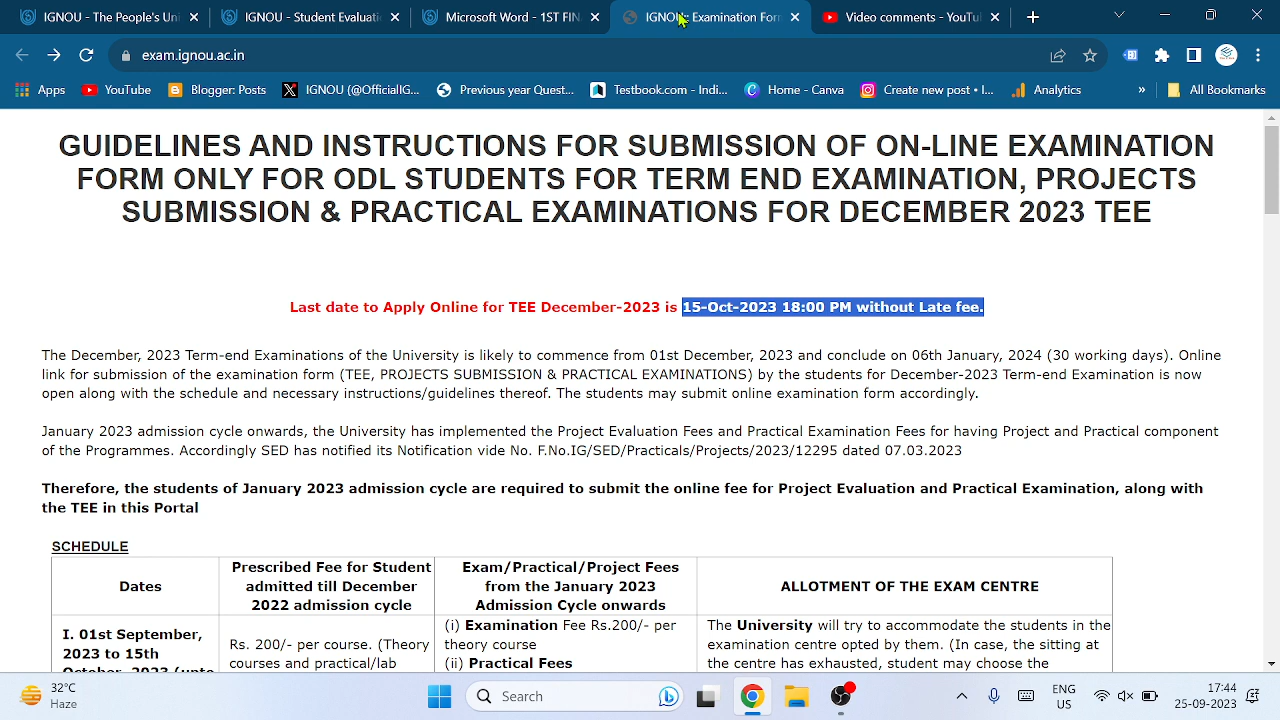 IGNOU - The People's Uni
IGNOU - Student Evaluatio
Microsoft Word - 1ST FIN
IGNOU: Examination Form
Video comments - YouTu
exam.ignou.ac.in
Apps
YouTube
Blogger: Posts
IGNOU (@OfficialIG...
Previous year Quest...
Testbook.com - Indi...
Home - Canva
Create new post • I...
Analytics
»
All Bookmarks
GUIDELINES AND INSTRUCTIONS FOR SUBMISSION OF ON-LINE EXAMINATION
FORM ONLY FOR ODL STUDENTS FOR TERM END EXAMINATION, PROJECTS
SUBMISSION & PRACTICAL EXAMINATIONS FOR DECEMBER 2023 TEE
Last date to Apply Online for TEE December-2023 is 15-Oct-2023 18:00 PM without Late fee.
The December, 2023 Term-end Examinations of the University is likely to commence from 01st December, 2023 and conclude on 06th January, 2024 (30 working days). Online
link for submission of the examination form (TEE, PROJECTS SUBMISSION & PRACTICAL EXAMINATIONS) by the students for December-2023 Term-end Examination is now
open along with the schedule and necessary instructions/guidelines thereof. The students may submit online examination form accordingly.
January 2023 admission cycle onwards, the University has implemented the Project Evaluation Fees and Practical Examination Fees for having Project and Practical component
of the Programmes. Accordingly SED has notified its Notification vide No. F.No.IG/SED/Practicals/Projects/2023/12295 dated 07.03.2023
Therefore, the students of January 2023 admission cycle are required to submit the online fee for Project Evaluation and Practical Examination, along with
the TEE in this Portal
SCHEDULE
Dates
Prescribed Fee for Student
admitted till December
2022 admission cycle
Exam/Practical/Project Fees
from the January 2023
Admission Cycle onwards
ALLOTMENT OF THE EXAM CENTRE
I. 01st September,
2023 to 15th
October, 2023 (upto
Rs. 200/- per course. (Theory
courses and practical/lab
(i) Examination Fee Rs.200/- per
theory course
(ii) Practical Fees
The University will try to accommodate the students in the
examination centre opted by them. (In case, the sitting at
the centre has exhausted, student may choose the
32°C
Haze
Search
ENG
US
17:44
25-09-2023